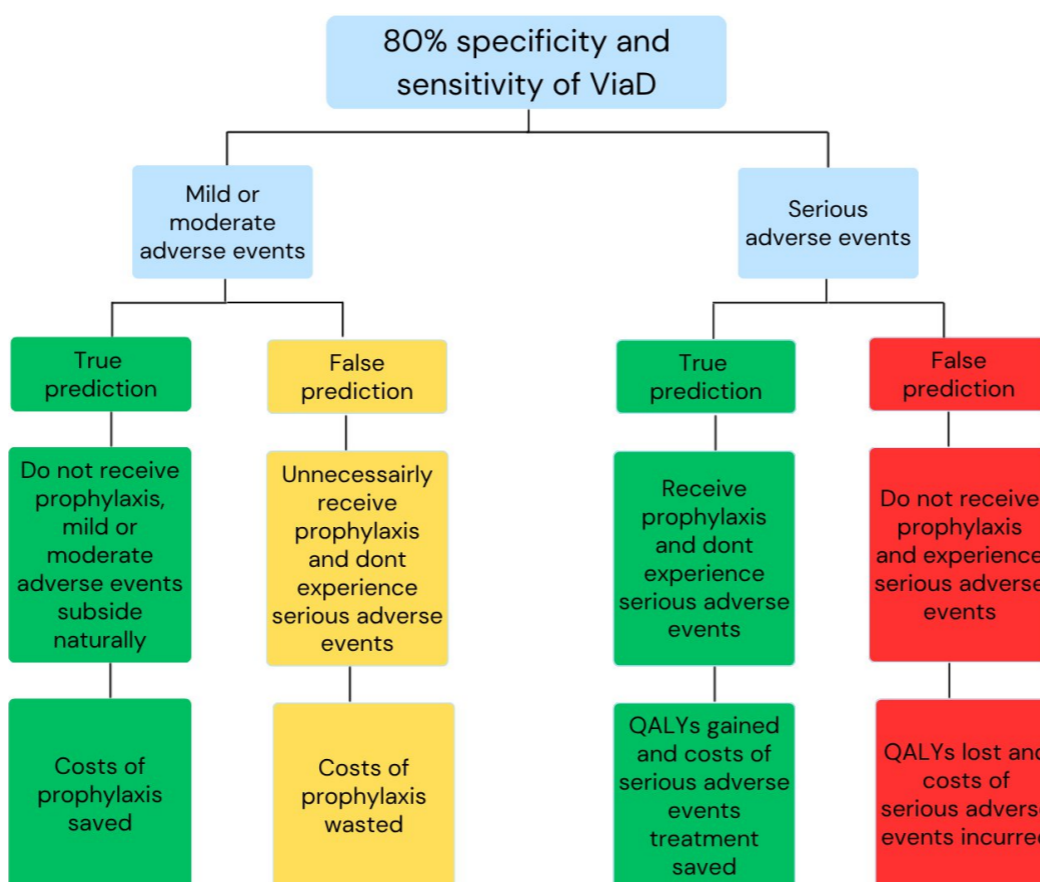 80% specificity and
sensitivity of ViaD
Mild or
moderate
adverse events
Serious
adverse events
True
prediction
False
prediction
True
prediction
False
prediction
Do not receive
prophylaxis,
mild or
moderate
adverse events
subside
naturally
Unnecessairly
receive
prophylaxis
and dont
experience
serious adverse
events
Receive
prophylaxis
and dont
experience
serious adverse
events
Do not receive
prophylaxis
and experience
serious adverse
events
Costs of
prophylaxis
saved
Costs of
prophylaxis
wasted
QALYs gained
and costs of
serious adverse
events
treatment
saved
QALYs lost and
costs of
serious adverse
events incurred